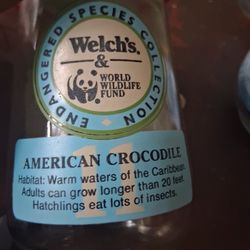 ENDANGERED SPECIES COLLECTION
Welch's.
&
WORLD
WILDLIFE
FUND
AMERICAN CROCODILE
11
Habitat: Warm waters of the Caribbean.
Adults can grow longer than 20 feet.
Hatchlings eat lots of insects.